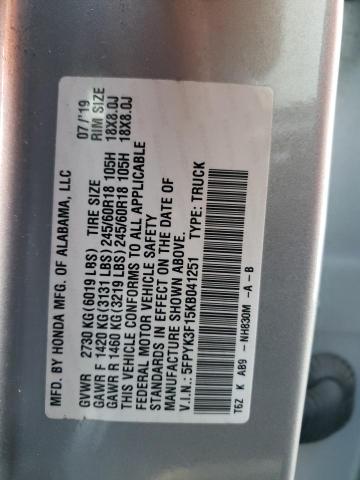 MFD. BY HONDA MFG. OF ALABAMA, LLC 07/'19
GVWR 2730 KG (6019 LBS) TIRE SIZE RIM SIZE
GAWR F 1420 KG (3131 LBS) 245/60R18 105H 18X8.0J
GAWR R 1460 KG (3219 LBS) 245/60R18 105H 18X8.0J
THIS VEHICLE CONFORMS TO ALL APPLICABLE
FEDERAL MOTOR VEHICLE SAFETY
STANDARDS IN EFFECT ON THE DATE OF
MANUFACTURE SHOWN ABOVE.
V.I.N.: 5FPYK3F15KB041251 TYPE: TRUCK
T6Z K AB9 - NH830M -A - B